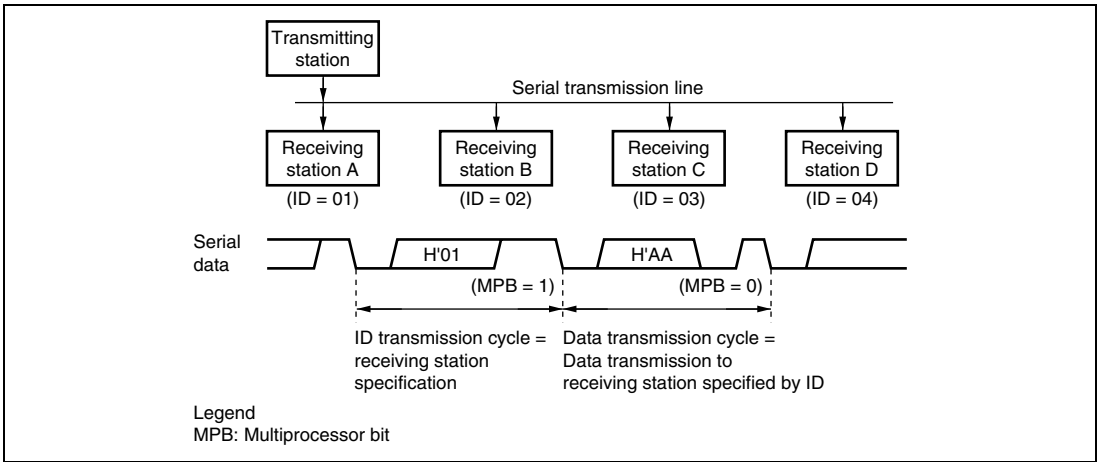 Transmitting
station
Serial transmission line
Receiving
station A
(ID = 01)
Receiving
station B
(ID = 02)
Receiving
station C
(ID = 03)
Receiving
station D
(ID = 04)
Serial
data
H'01
H'AA
(MPB = 1)
(MPB = 0)
ID transmission cycle =
receiving station
specification
Data transmission cycle =
Data transmission to
receiving station specified by ID
Legend
MPB: Multiprocessor bit